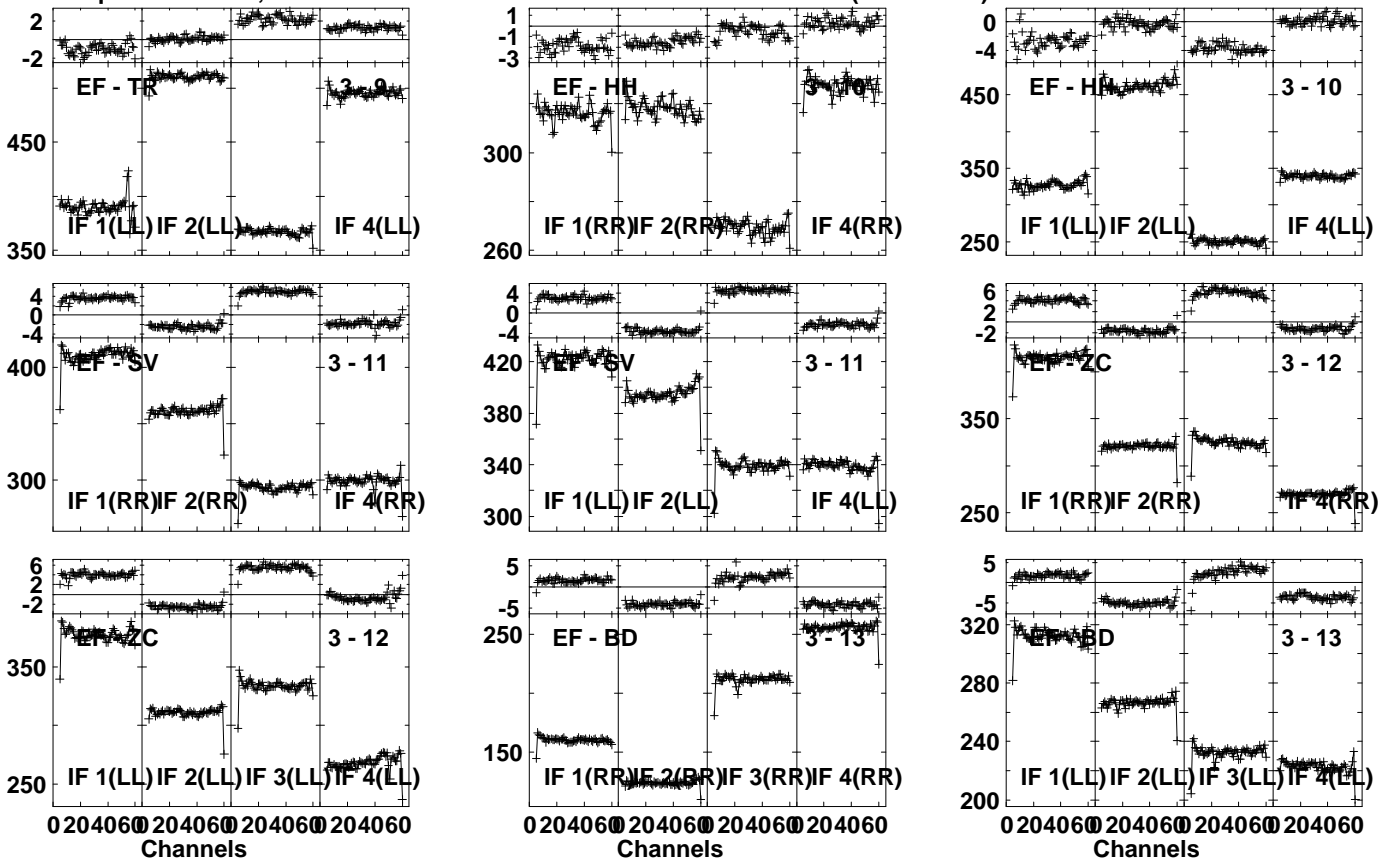 2
-2
EF - TR
3 - 9
450
350
IF 1(LL) IF 2(LL) IF 4(LL)
1
-1
-3
EF - HH
3 - 10
300
260
IF 1(RR) IF 2(RR) IF 4(RR)
0
-4
EF - HH
3 - 10
450
350
250
IF 1(LL) IF 2(LL) IF 4(LL)
4
0
-4
EF - SV
3 - 11
400
300
IF 1(RR) IF 2(RR) IF 4(RR)
4
0
-4
EF - SV
3 - 11
420
380
340
300
IF 1(LL) IF 2(LL) IF 4(LL)
6
2
-2
EF - ZC
3 - 12
350
250
IF 1(RR) IF 2(RR) IF 4(RR)
6
2
-2
EF - ZC
3 - 12
350
250
IF 1(LL) IF 2(LL) IF 3(LL) IF 4(LL)
0 20 40 60 0 20 40 60 0 20 40 60 0 20 40 60
Channels
5
-5
EF - BD
3 - 13
250
150
IF 1(RR) IF 2(RR) IF 3(RR) IF 4(RR)
0 20 40 60 0 20 40 60 0 20 40 60 0 20 40 60
Channels
5
-5
EF - BD
3 - 13
320
280
240
200
IF 1(LL) IF 2(LL) IF 3(LL) IF 4(LL)
0 20 40 60 0 20 40 60 0 20 40 60 0 20 40 60
Channels